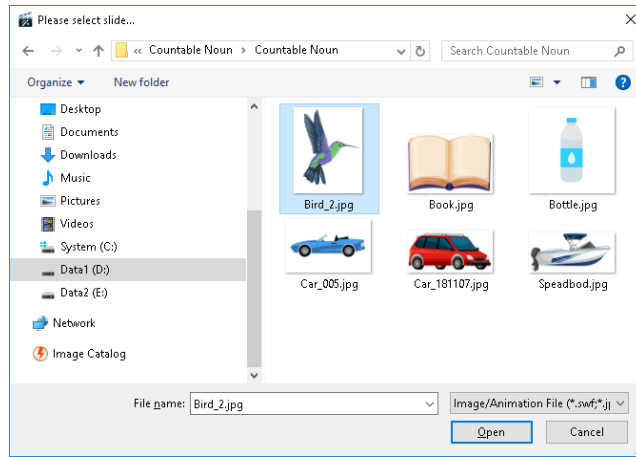 Please select slide...
« Countable Noun > Countable Noun
Search Countable Noun
Organize
New folder
Desktop
Documents
Downloads
Music
Pictures
Videos
System (C:)
Data1 (D:)
Data2 (E:)
Network
Image Catalog
Bird_2.jpg
Book.jpg
Bottle.jpg
Car_005.jpg
Car_181107.jpg
Speadbod.jpg
File name: Bird_2.jpg
Image/Animation File (*.swf;*.j
Open
Cancel